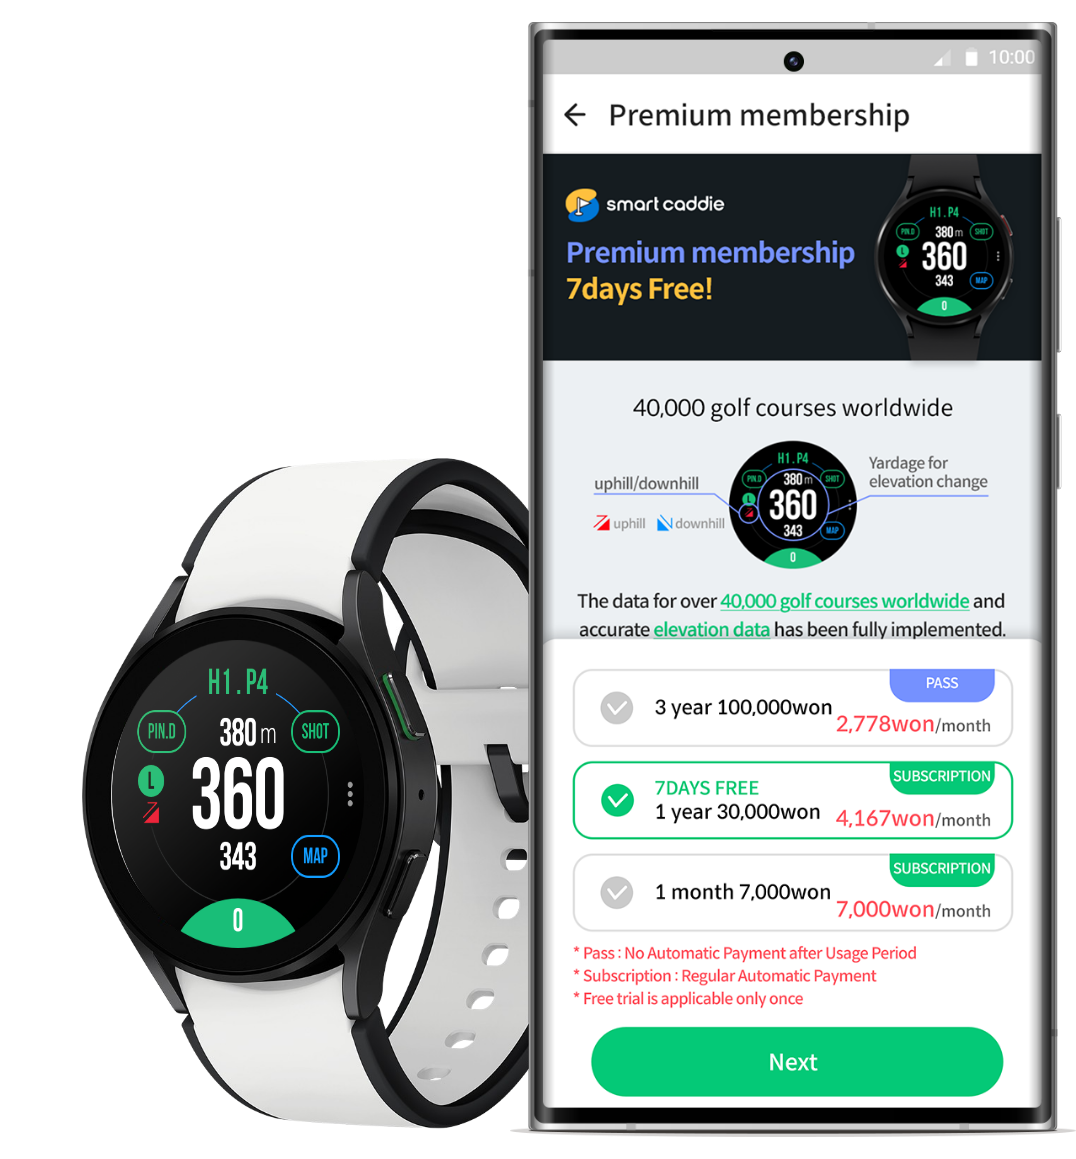 10:00
Premium membership
smart caddie
Premium membership
7days Free!
H1.P4
PIN.D
380m
SHOT
L
360
343
MAP
0
40,000 golf courses worldwide
uphill/downhill
uphill
downhill
H1.P4
PIN.D
380m
SHOT
L
360
343
MAP
0
Yardage for
elevation change
The data for over 40,000 golf courses worldwide and
accurate elevation data has been fully implemented.
PASS
3 year 100,000won
2,778won/month
SUBSCRIPTION
7DAYS FREE
1 year 30,000won
4,167won/month
SUBSCRIPTION
1 month 7,000won
7,000won/month
* Pass : No Automatic Payment after Usage Period
* Subscription : Regular Automatic Payment
* Free trial is applicable only once
Next
H1.P4
PIN.D
380m
SHOT
L
360
343
MAP
0